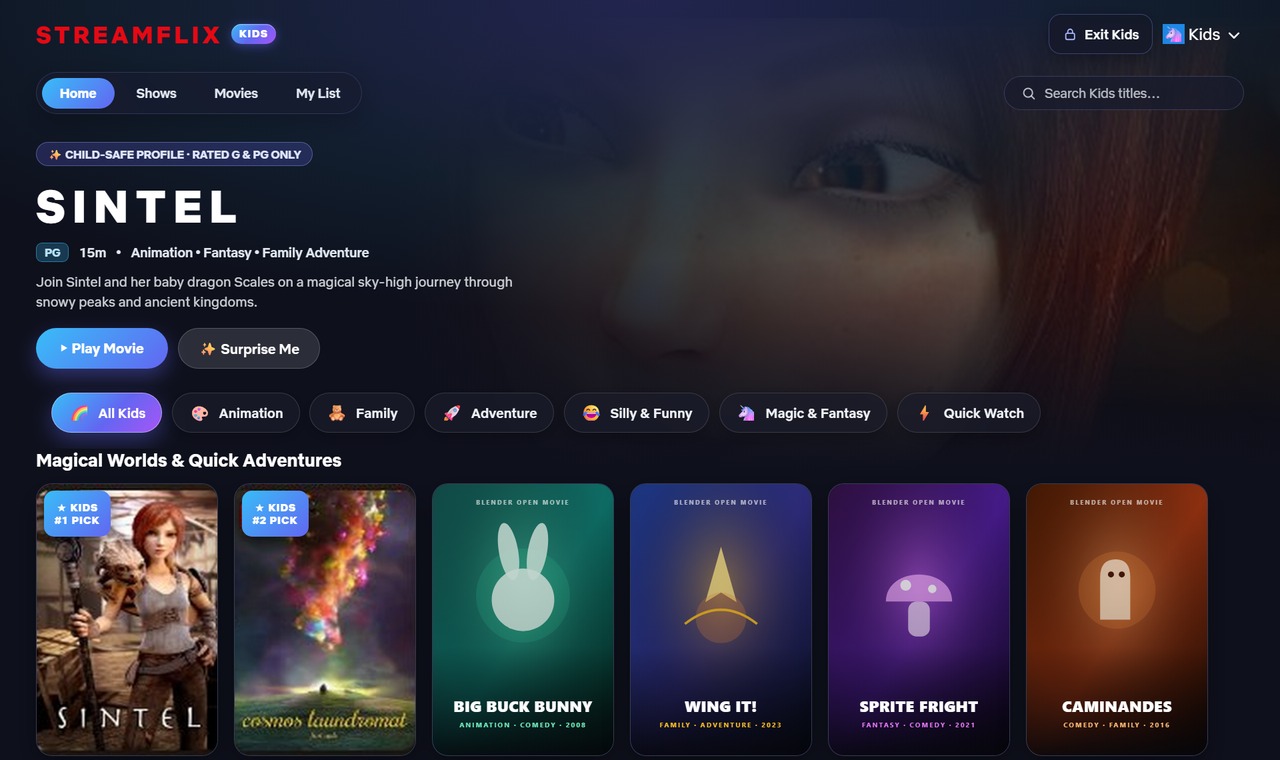 STREAMFLIX KIDS
Exit Kids
Kids
Home
Shows
Movies
My List
Search Kids titles...
CHILD-SAFE PROFILE · RATED G & PG ONLY
SINTEL
PG 15m • Animation • Fantasy • Family Adventure
Join Sintel and her baby dragon Scales on a magical sky-high journey through
snowy peaks and ancient kingdoms.
Play Movie
Surprise Me
All Kids
Animation
Family
Adventure
Silly & Funny
Magic & Fantasy
Quick Watch
Magical Worlds & Quick Adventures
★ KIDS
#1 PICK
SINTEL
★ KIDS
#2 PICK
cosmos laundromat
BLENDER OPEN MOVIE
BIG BUCK BUNNY
ANIMATION · COMEDY · 2008
BLENDER OPEN MOVIE
WING IT!
FAMILY · ADVENTURE · 2023
BLENDER OPEN MOVIE
SPRITE FRIGHT
FANTASY · COMEDY · 2021
BLENDER OPEN MOVIE
CAMINANDES
COMEDY · FAMILY · 2016